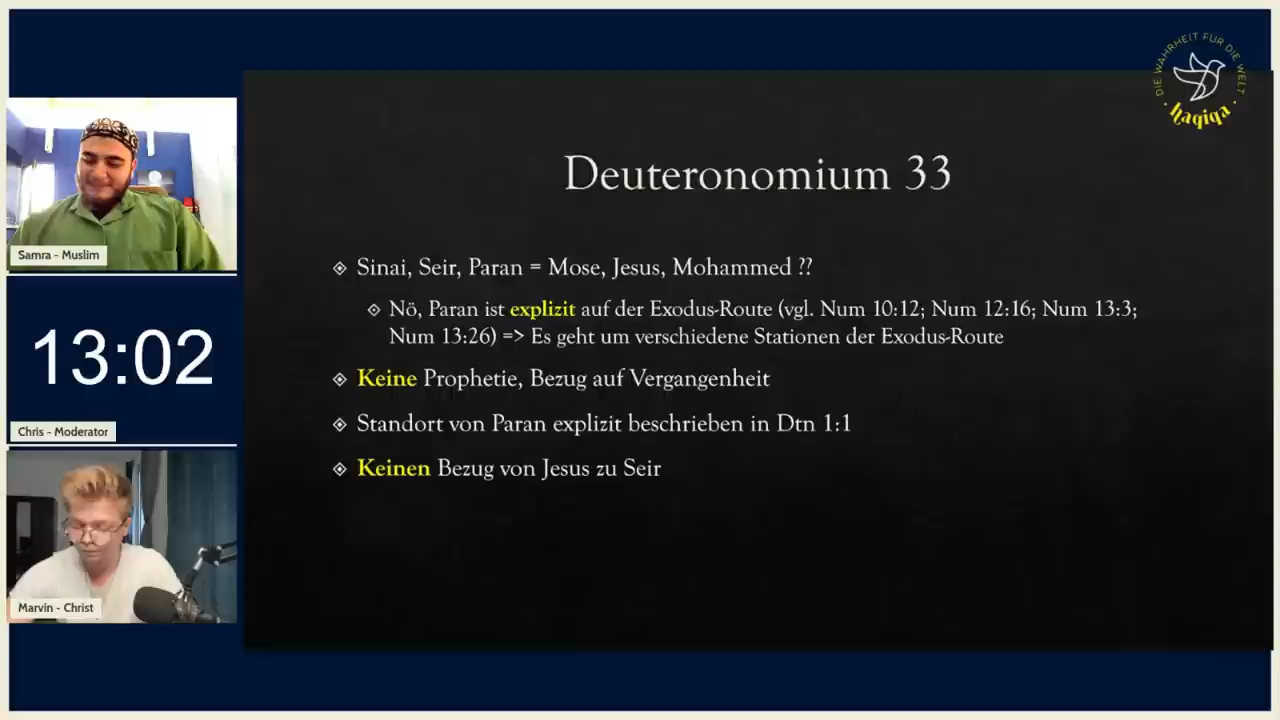 DIE WAHRHEIT FÜR DIE WELT
haqiqa
Samra - Muslim
13:02
Chris - Moderator
Marvin - Christ
Deuteronomium 33
Sinai, Seir, Paran = Mose, Jesus, Mohammed ??
Nö, Paran ist explizit auf der Exodus-Route (vgl. Num 10:12; Num 12:16; Num 13:3;
Num 13:26) => Es geht um verschiedene Stationen der Exodus-Route
Keine Prophetie, Bezug auf Vergangenheit
Standort von Paran explizit beschrieben in Dtn 1:1
Keinen Bezug von Jesus zu Seir